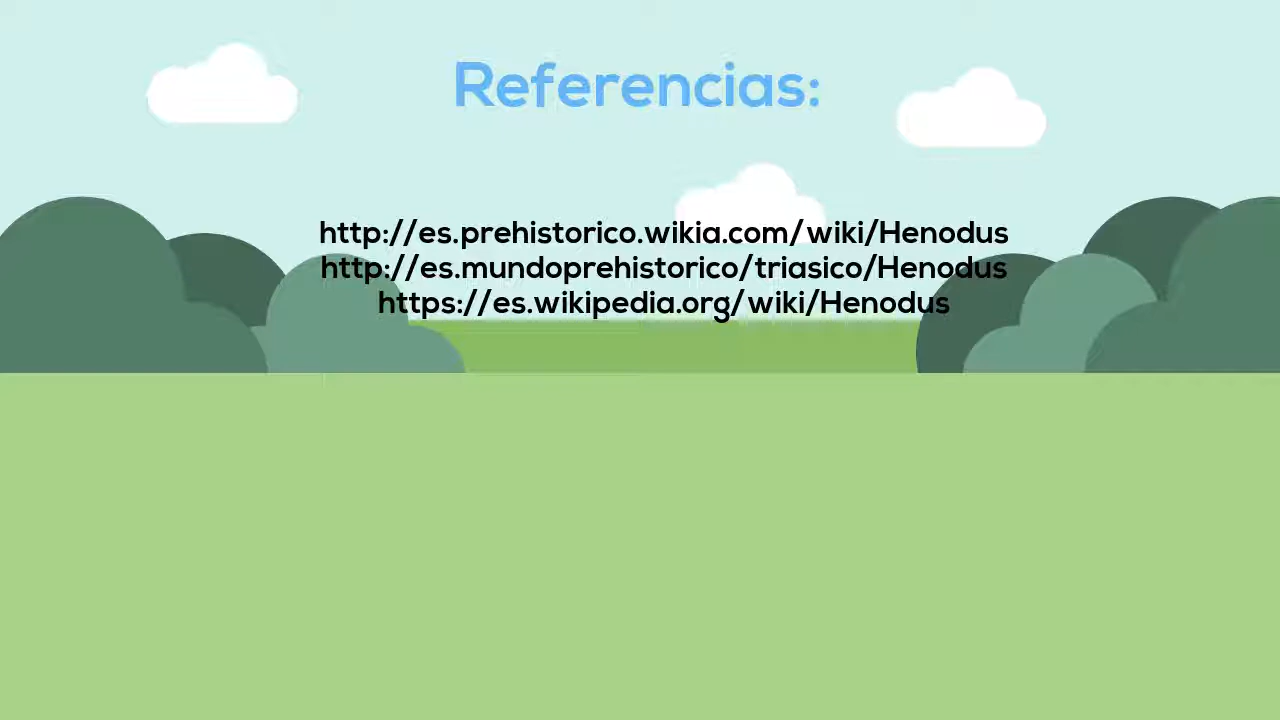 Referencias:
http://es.prehistorico.wikia.com/wiki/Henodus
http://es.mundoprehistorico/triasico/Henodus
https://es.wikipedia.org/wiki/Henodus